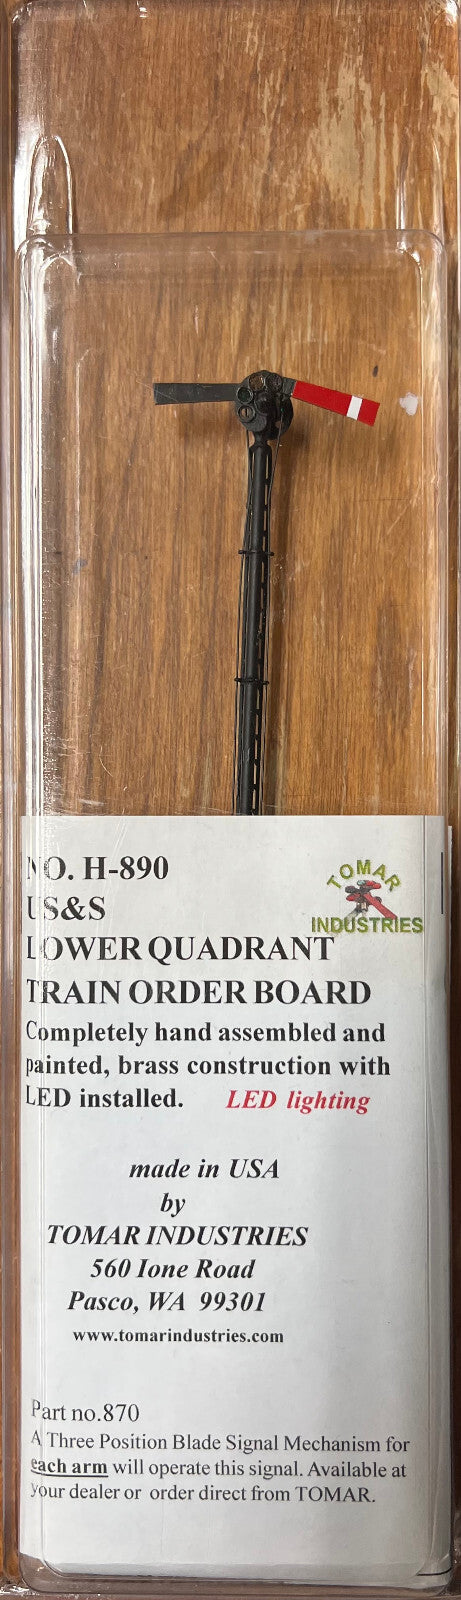 NO. H-890
TOMAR
INDUSTRIES
US&S
LOWER QUADRANT
TRAIN ORDER BOARD
Completely hand assembled and
painted, brass construction with
LED installed. LED lighting
made in USA
by
TOMAR INDUSTRIES
560 Ione Road
Pasco, WA 99301
www.tomarindustries.com
Part no.870
A Three Position Blade Signal Mechanism for
each arm will operate this signal. Available at
your dealer or order direct from TOMAR.